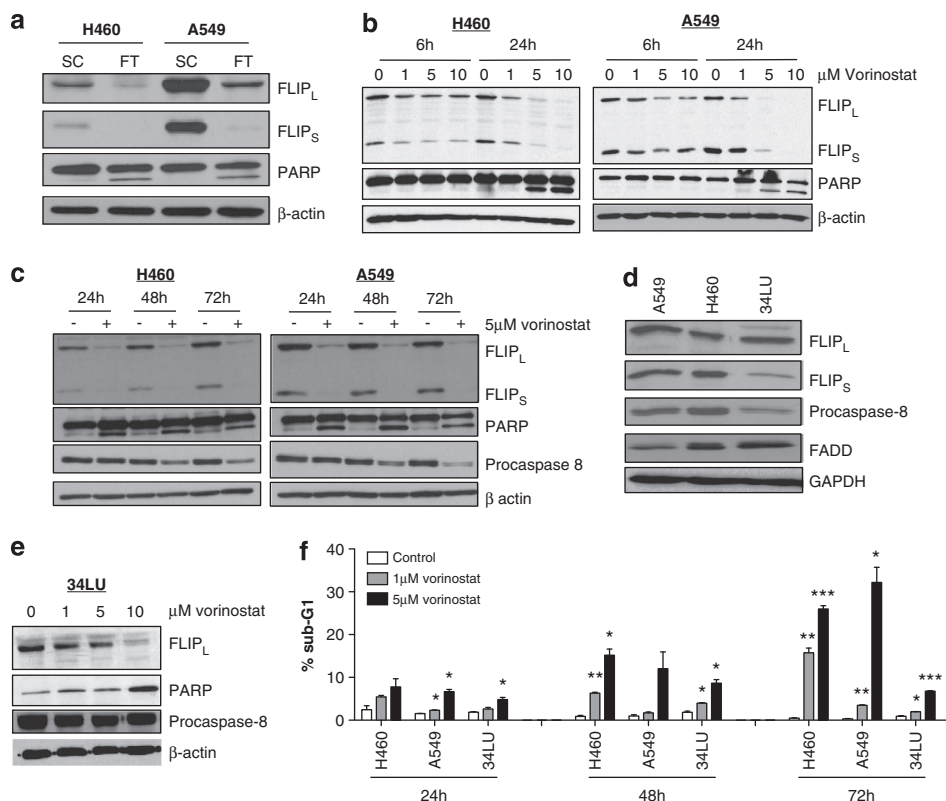 a
H460 A549
SC FT SC FT
FLIPL
FLIPS
PARP
β-actin
b
H460 A549
6h 24h 6h 24h
0 1 5 10 0 1 5 10 0 1 5 10 0 1 5 10 μM Vorinostat
FLIPL
FLIPS
PARP
β-actin
c
H460 A549
24h 48h 72h 24h 48h 72h
- + - + - + - + - + - + 5μM vorinostat
FLIPL
FLIPS
PARP
Procaspase 8
β actin
d
A549 H460 34LU
FLIPL
FLIPS
Procaspase-8
FADD
GAPDH
e
34LU
0 1 5 10 μM vorinostat
FLIPL
PARP
Procaspase-8
β-actin
f
% sub-G1
40
30
20
10
0
Control
1μM vorinostat
5μM vorinostat
* * * ** * * * ** *** ** * * ***
H460 A549 34LU H460 A549 34LU H460 A549 34LU
24h 48h 72h